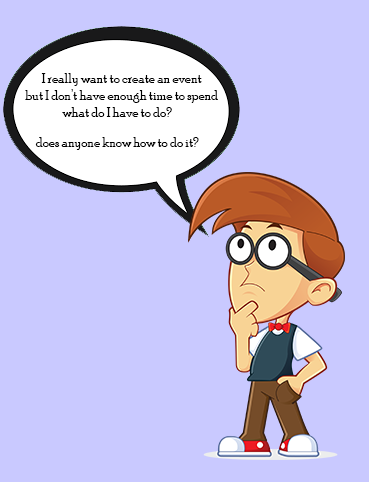 I really want to create an event
but I don't have enough time to spend
what do I have to do?
does anyone know how to do it?